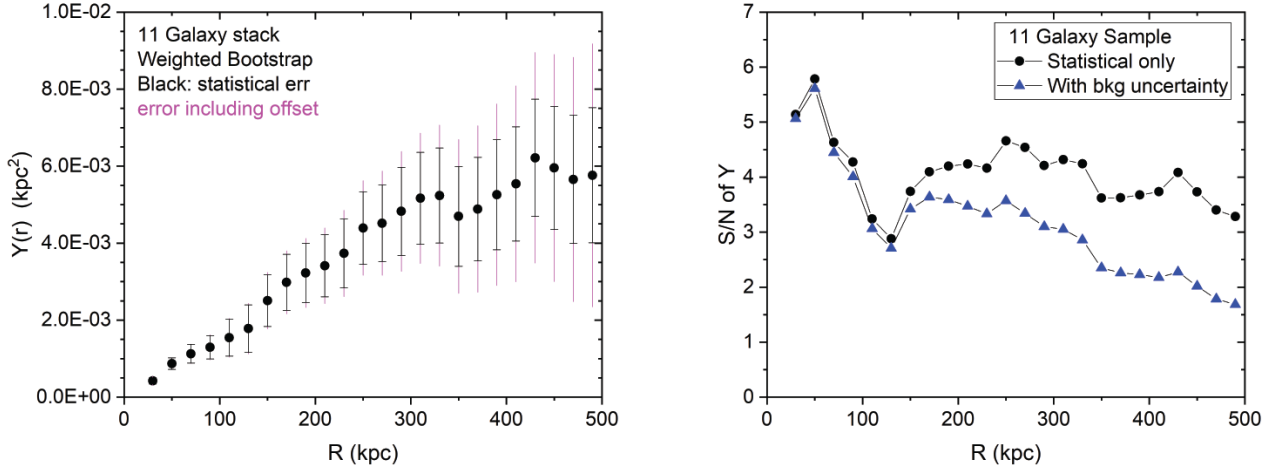 1.0E-02
8.0E-03
6.0E-03
4.0E-03
2.0E-03
0.0E+00
Y(r) (kpc²)
11 Galaxy stack
Weighted Bootstrap
Black: statistical err
error including offset
0
100
200
300
400
500
R (kpc)
7
6
5
4
3
2
1
0
S/N of Y
11 Galaxy Sample
Statistical only
With bkg uncertainty
0
100
200
300
400
500
R (kpc)